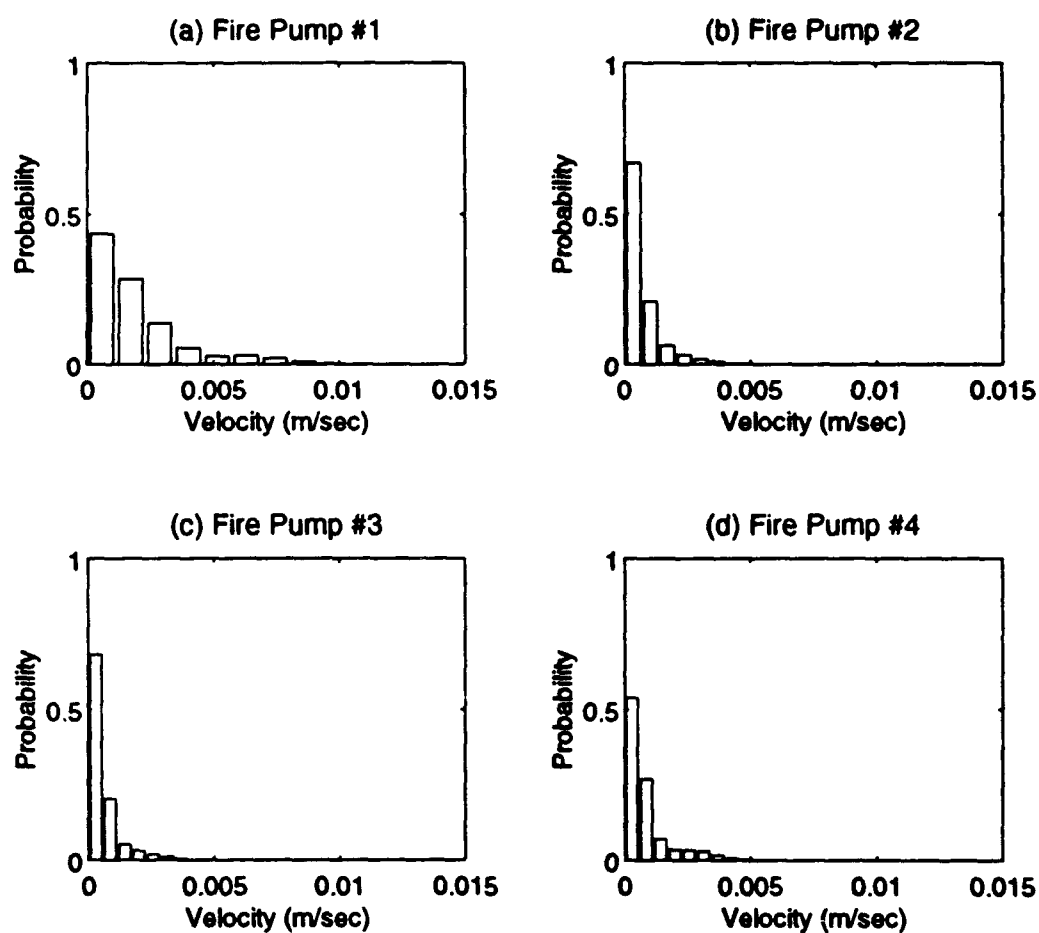 (a) Fire Pump #1
1
0.5
0
Probability
0 0.005 0.01 0.015
Velocity (m/sec)
(b) Fire Pump #2
1
0.5
0
Probability
0 0.005 0.01 0.015
Velocity (m/sec)
(c) Fire Pump #3
1
0.5
0
Probability
0 0.005 0.01 0.015
Velocity (m/sec)
(d) Fire Pump #4
1
0.5
0
Probability
0 0.005 0.01 0.015
Velocity (m/sec)